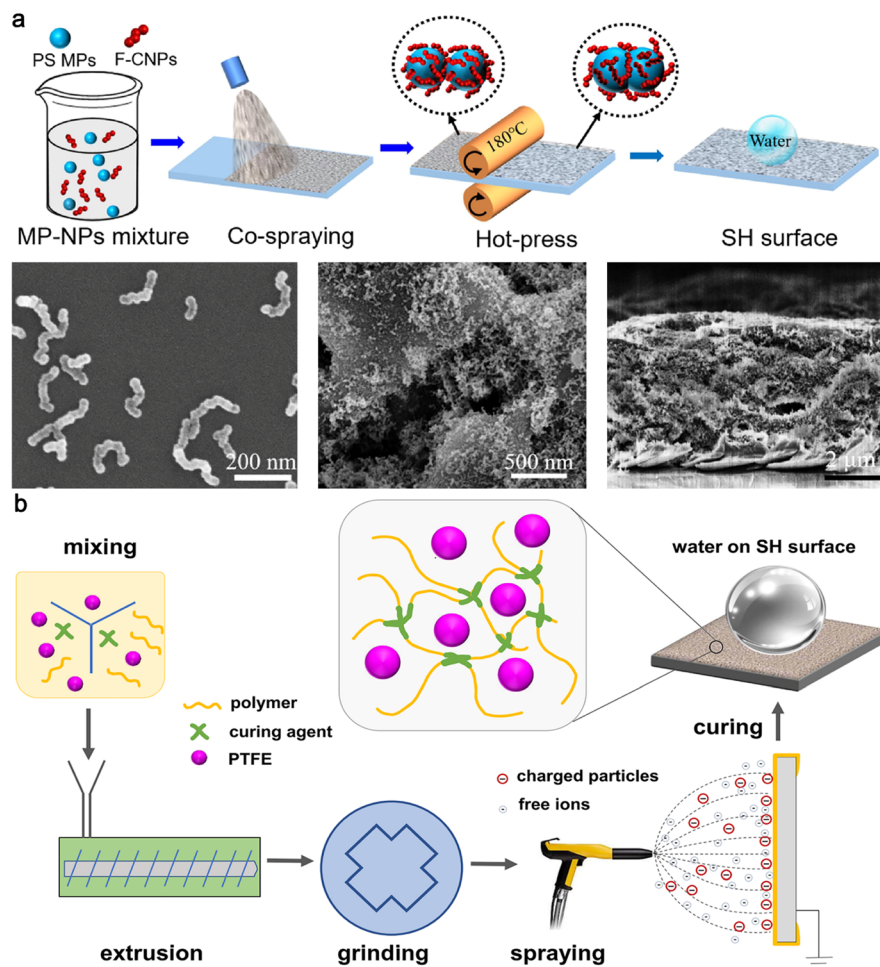 a
PS MPs
F-CNPs
180℃
Water
MP-NPs mixture
Co-spraying
Hot-press
SH surface
200 nm
500 nm
2 μm
b
mixing
water on SH surface
polymer
curing agent
PTFE
curing
charged particles
free ions
extrusion
grinding
spraying